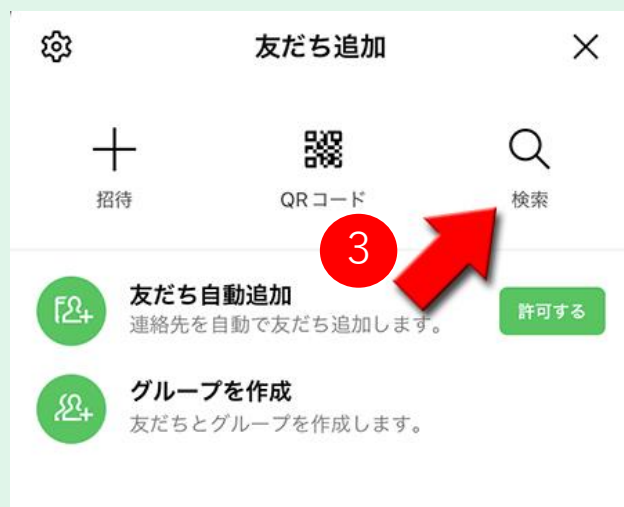 友だち追加
招待
QRコード
検索
3
友だち自動追加
連絡先を自動で友だち追加します。
許可する
グループを作成
友だちとグループを作成します。